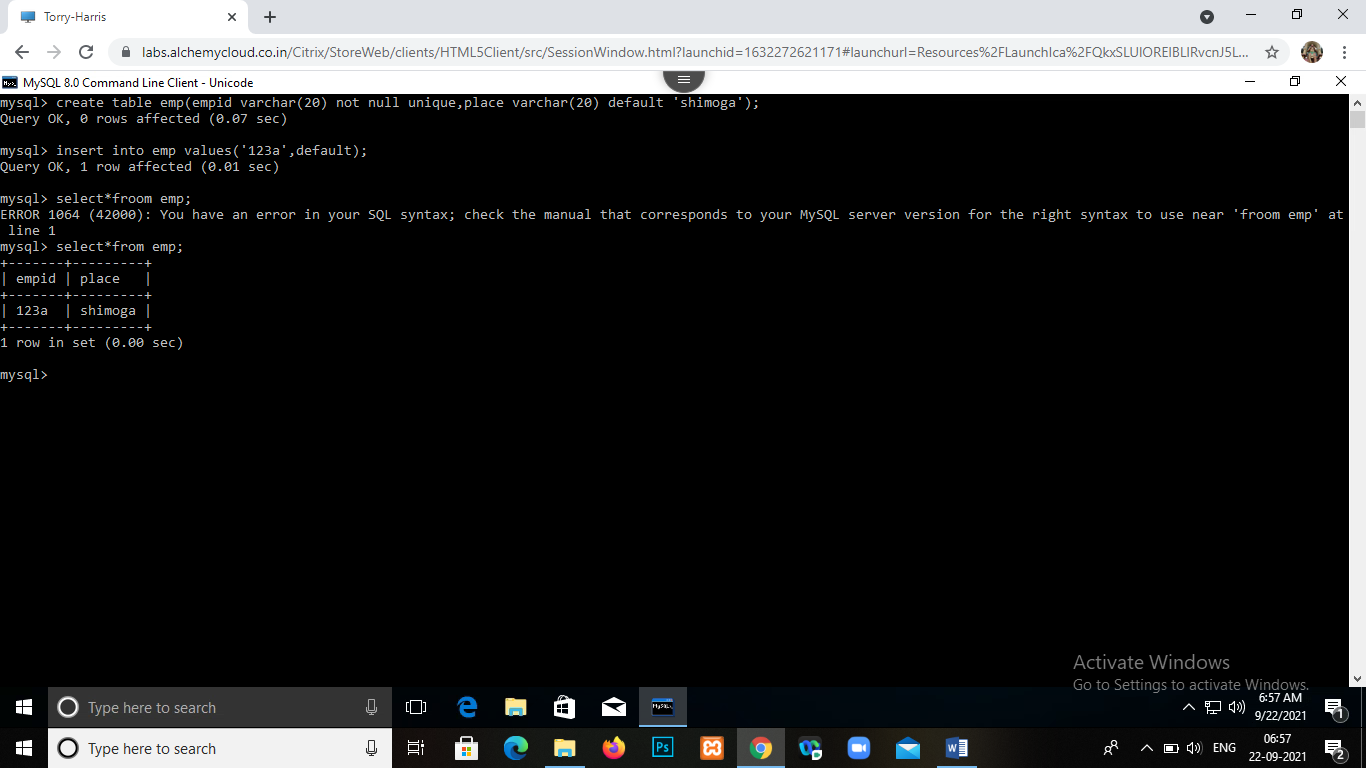 Torry-Harris
labs.alchemycloud.co.in/Citrix/StoreWeb/clients/HTML5Client/src/SessionWindow.html?launchid=1632272621171#launchurl=Resources%2FLaunchIca%2FQkxSLUlOREIBLIRvcnJ5L...
MySQL 8.0 Command Line Client - Unicode
mysql> create table emp(empid varchar(20) not null unique,place varchar(20) default 'shimoga');
Query OK, 0 rows affected (0.07 sec)
mysql> insert into emp values('123a',default);
Query OK, 1 row affected (0.01 sec)
mysql> select*froom emp;
ERROR 1064 (42000): You have an error in your SQL syntax; check the manual that corresponds to your MySQL server version for the right syntax to use near 'froom emp' at
line 1
mysql> select*from emp;
+-------+---------+
| empid | place   |
+-------+---------+
| 123a  | shimoga |
+-------+---------+
1 row in set (0.00 sec)
mysql>
Activate Windows
Go to Settings to activate Windows.
Type here to search
MySQL
6:57 AM
9/22/2021
1
Type here to search
Ps
ENG
06:57
22-09-2021
2